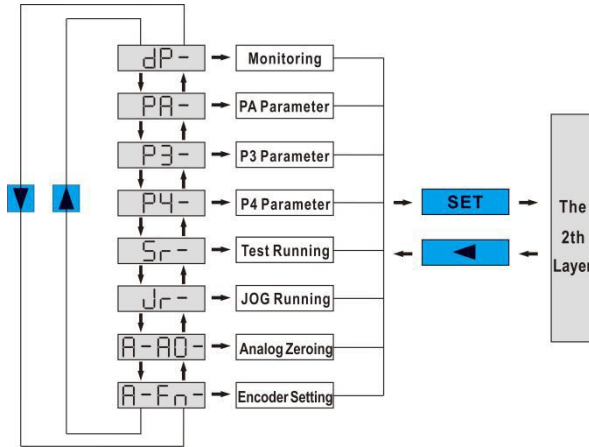 dP-
Monitoring
PA-
PA Parameter
P3-
P3 Parameter
P4-
P4 Parameter
SET
Sr-
Test Running
The
2th
Layer
Jr-
JOG Running
A-A0-
Analog Zeroing
A-Fn-
Encoder Setting